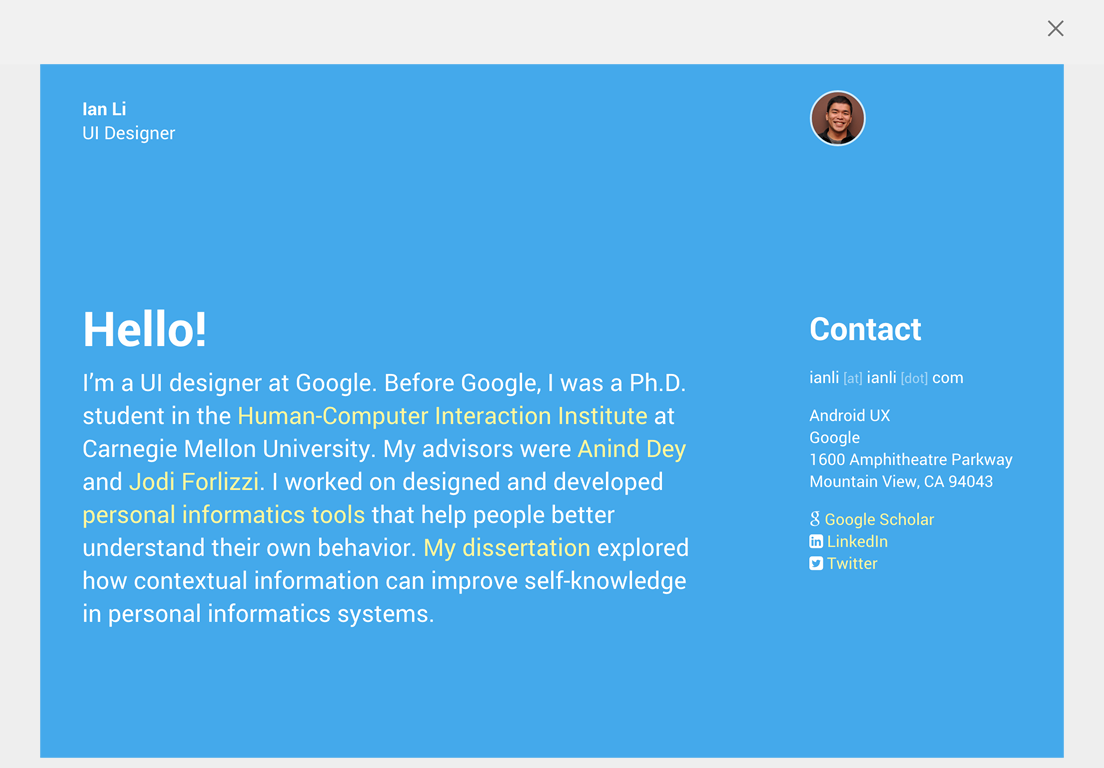 Ian Li
UI Designer
Hello!
I’m a UI designer at Google. Before Google, I was a Ph.D.
student in the Human-Computer Interaction Institute at
Carnegie Mellon University. My advisors were Anind Dey
and Jodi Forlizzi. I worked on designed and developed
personal informatics tools that help people better
understand their own behavior. My dissertation explored
how contextual information can improve self-knowledge
in personal informatics systems.
Contact
ianli [at] ianli [dot] com
Android UX
Google
1600 Amphitheatre Parkway
Mountain View, CA 94043
Google Scholar
LinkedIn
Twitter